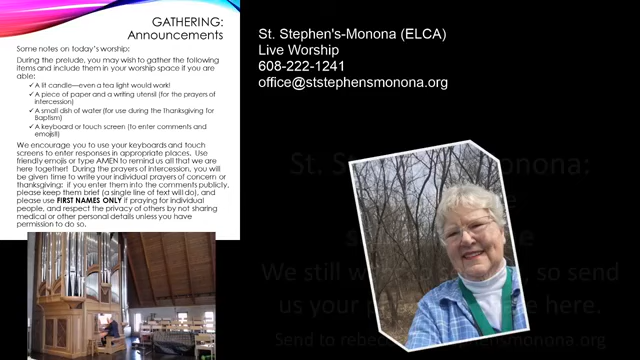 GATHERING:
Announcements
Some notes on today's worship:
During the prelude, you may wish to gather the following
items and include them in your worship space if you are
able:
✓ A lit candle—even a tea light would work!
✓ A piece of paper and a writing utensil (for the prayers of
intercession)
✓ A small dish of water (for use during the Thanksgiving for
Baptism)
✓ A keyboard or touch screen (to enter comments and
emojis!)
We encourage you to use your keyboards and touch
screens to enter responses in appropriate places. Use
friendly emojis or type AMEN to remind us all that we are
here together! During the prayers of intercession, you will
be given time to write your individual prayers of concern or
thanksgiving; if you enter them into the comments publicly,
please keep them brief (a single line of text will do), and
please use FIRST NAMES ONLY if praying for individual
people, and respect the privacy of others by not sharing
medical or other personal details unless you have
permission to do so.
St. Stephen's-Monona (ELCA)
Live Worship
608-222-1241
office@ststephensmonona.org
St. S Monona:
e
s e
We still w , so send
us your p e here.
Send to rebec monona.org